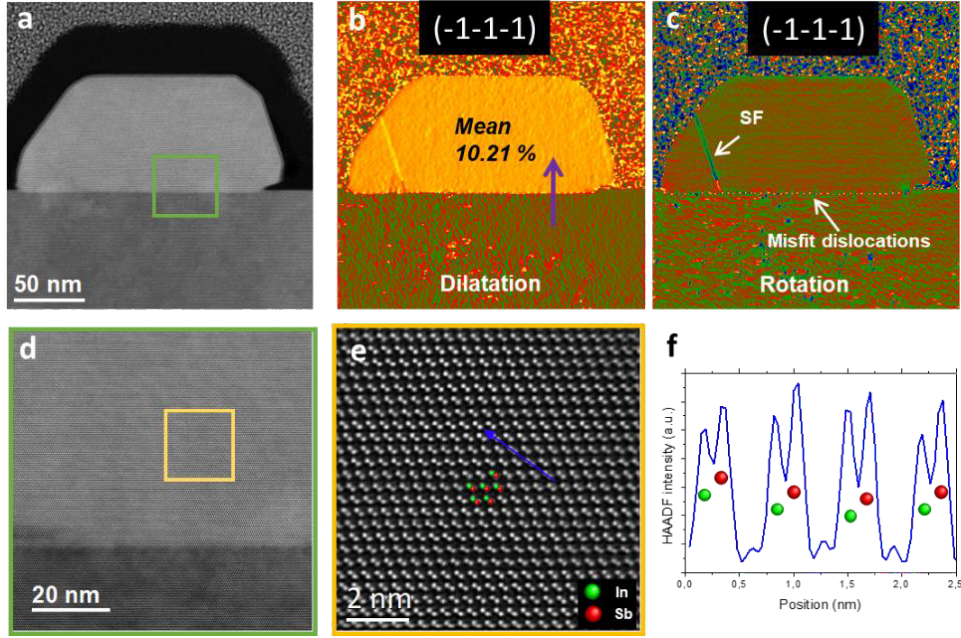 a
50 nm
b
(-1-1-1)
Mean
10.21 %
Dilatation
c
(-1-1-1)
SF
Misfit dislocations
Rotation
d
20 nm
e
2 nm
In
Sb
f
HAADF intensity (a.u.)
0,0 0,5 1,0 1,5 2,0 2,5
Position (nm)